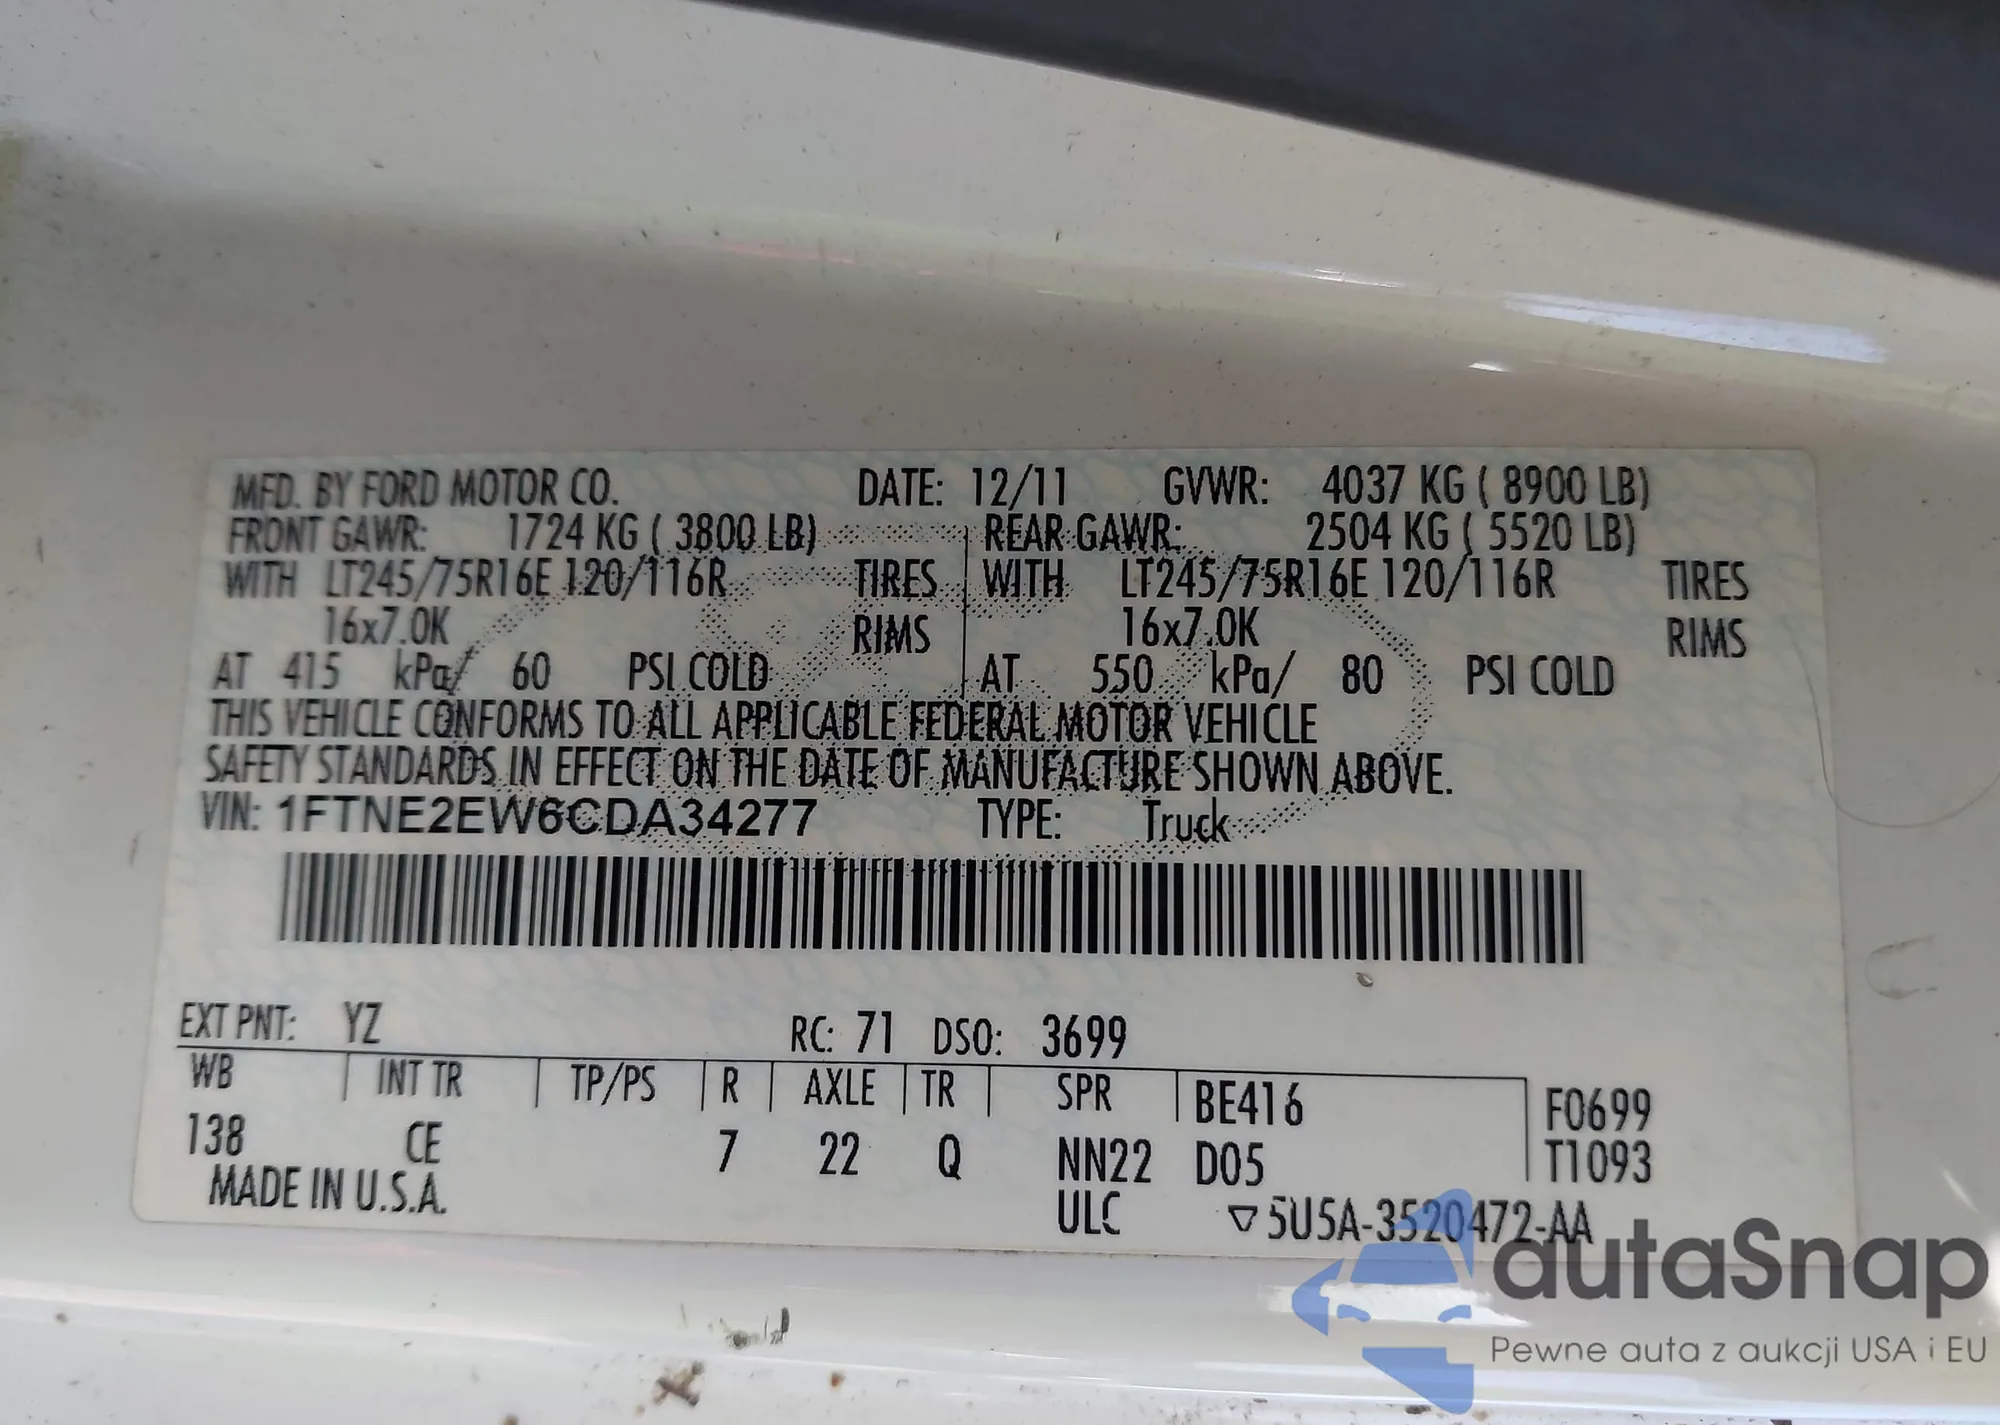 MFD. BY FORD MOTOR CO. DATE: 12/11 GVWR: 4037 KG ( 8900 LB)
FRONT GAWR: 1724 KG ( 3800 LB) REAR GAWR: 2504 KG ( 5520 LB)
WITH LT245/75R16E 120/116R TIRES WITH LT245/75R16E 120/116R TIRES
16x7.0K RIMS 16x7.0K RIMS
AT 415 kPa/ 60 PSI COLD AT 550 kPa/ 80 PSI COLD
THIS VEHICLE CONFORMS TO ALL APPLICABLE FEDERAL MOTOR VEHICLE
SAFETY STANDARDS IN EFFECT ON THE DATE OF MANUFACTURE SHOWN ABOVE.
VIN: 1FTNE2EW6CDA34277 TYPE: Truck
EXT PNT: YZ RC: 71 DSO: 3699
WB INT TR TP/PS R AXLE TR SPR BE416 F0699
138 CE 7 22 Q NN22 D05 T1093
MADE IN U.S.A. ULC ▽5U5A-3520472-AA
autaSnap
Pewne auta z aukcji USA i EU